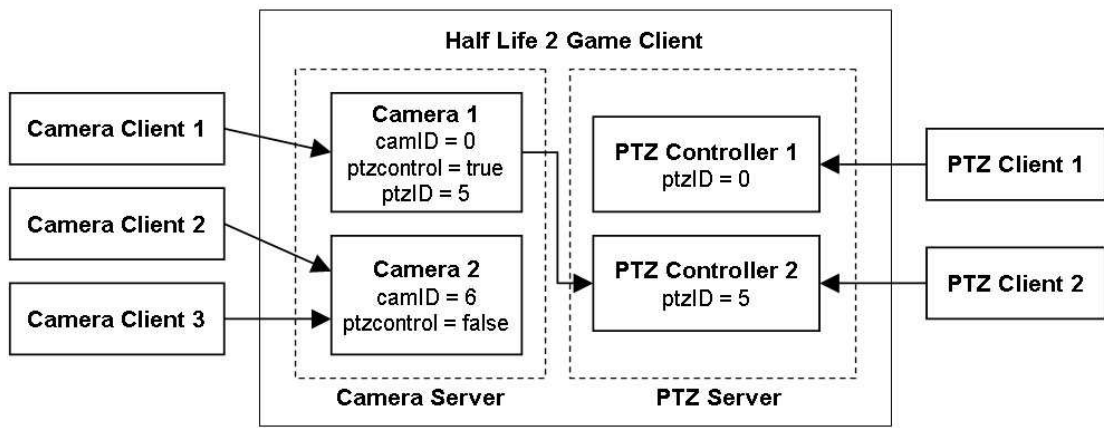 Half Life 2 Game Client
Camera Client 1
Camera Client 2
Camera Client 3
Camera 1
camID = 0
ptzcontrol = true
ptzID = 5
Camera 2
camID = 6
ptzcontrol = false
Camera Server
PTZ Controller 1
ptzID = 0
PTZ Controller 2
ptzID = 5
PTZ Server
PTZ Client 1
PTZ Client 2